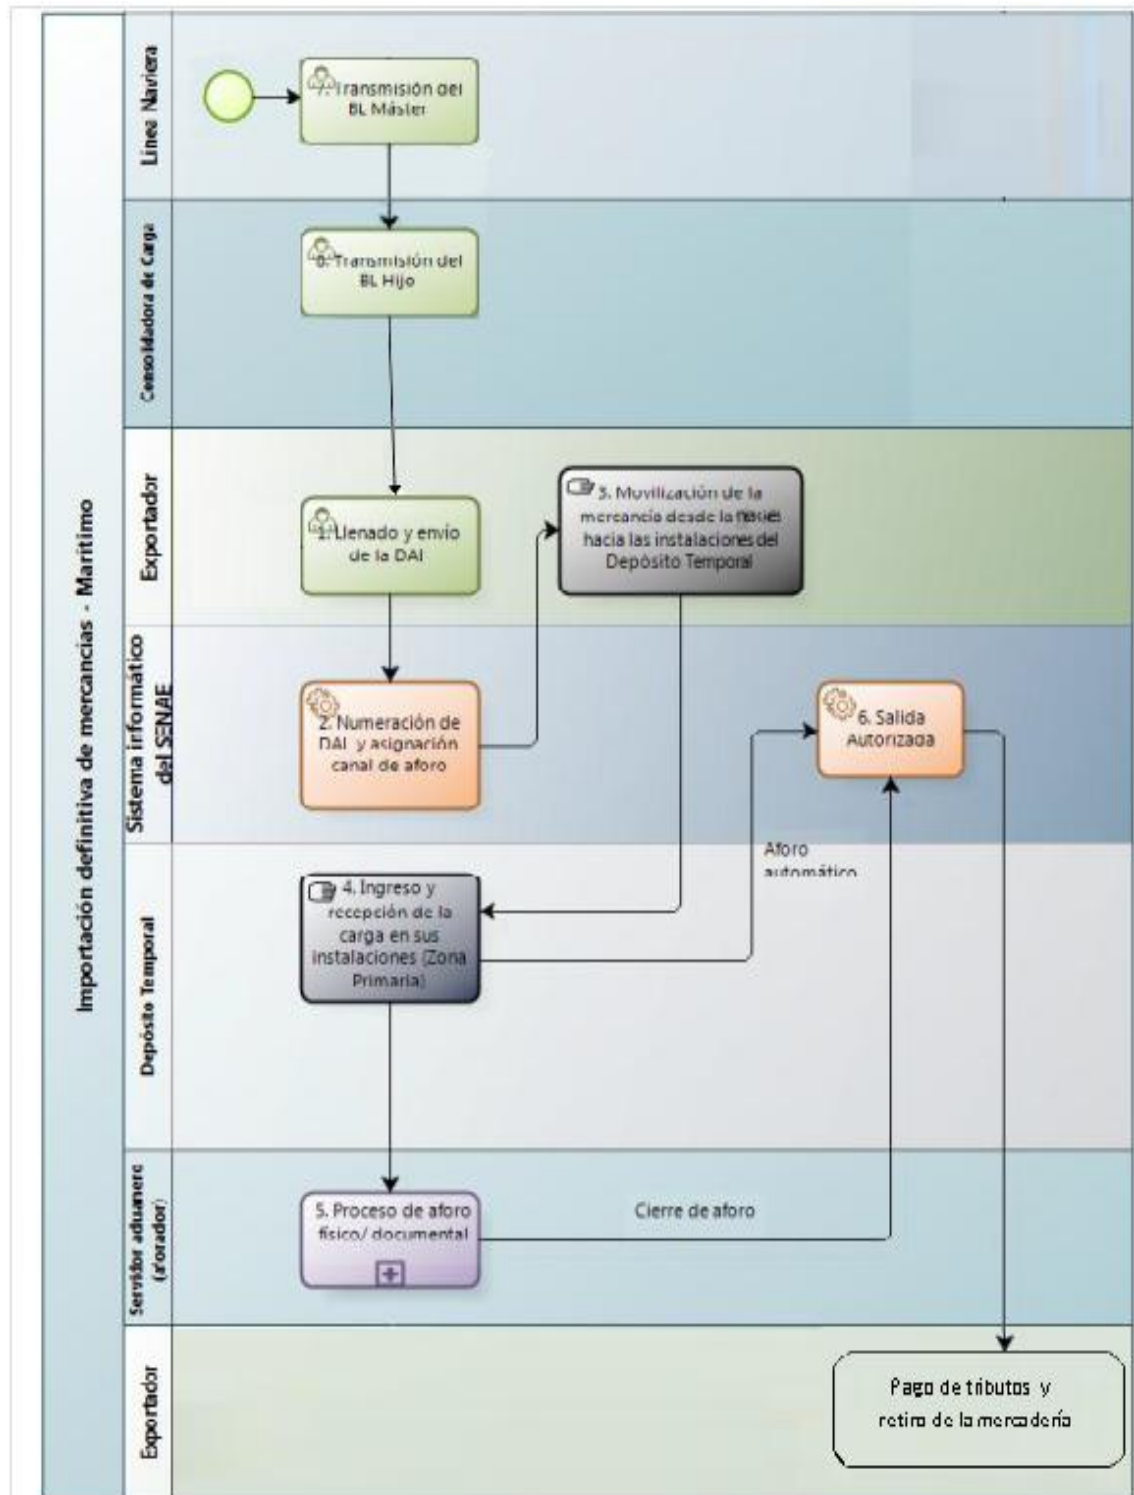 Importación definitiva de mercancias - Marítimo
Línea Naviera
7. Transmisión del
BL Máster
Consolidadora de Carga
8. Transmisión del
BL Hijo
Exportador
1. Llenado y envío
de la DAI
3. Movilización de la
mercancía desde la
hacia las instalaciones del
Depósito Temporal
Sistema informático
del SENAE
2. Numeración de
DAI y asignación
canal de aforo
6. Salida
Autorizada
Aforo
automático
Depósito Temporal
4. Ingreso y
recepción de la
carga en sus
instalaciones (Zona
Primaria)
Servidor aduanero
(aforador)
5. Proceso de aforo
físico/ documental
Cierre de aforo
Exportador
Pago de tributos y
retiro de la mercadería